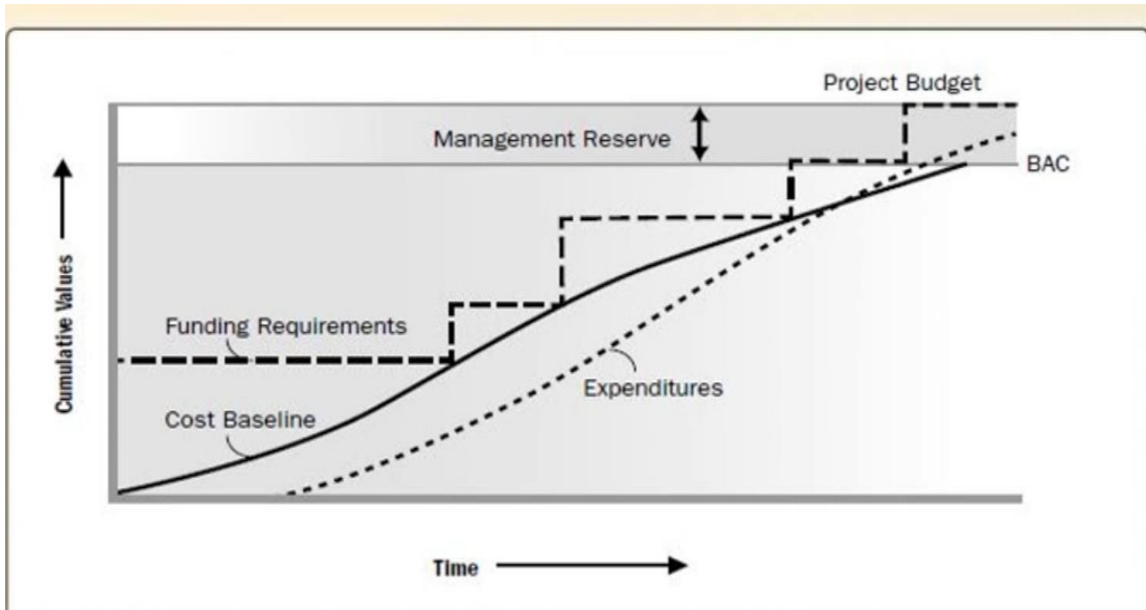 Project Budget
Management Reserve
BAC
Cumulative Values
Funding Requirements
Expenditures
Cost Baseline
Time